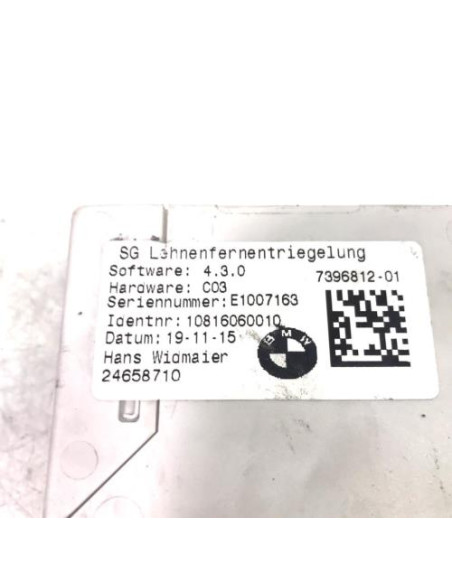 SG Lehnenfernentriegelung
Software: 4.3.0
7396812-01
Hardware: C03
Seriennummer:E1007163
Identnr:10816060010
Datum:19-11-15
BMW
Hans Widmaier
24658710